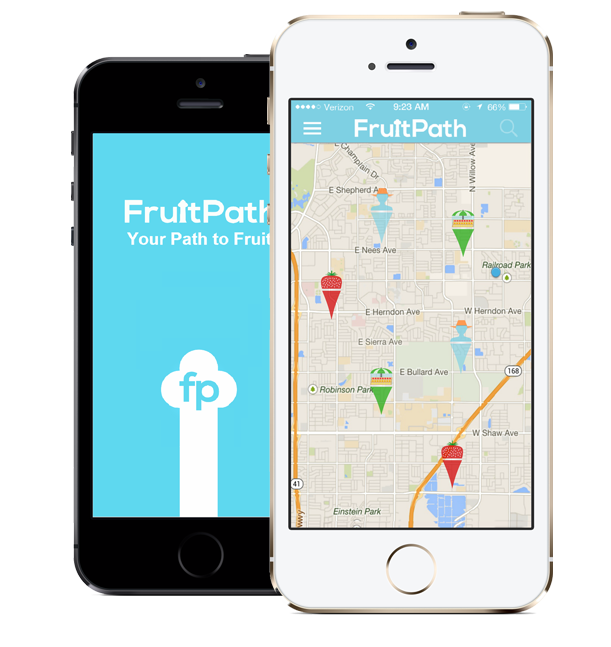 FruitPath
Your Path to Fruit
fp
Verizon
9:23 AM
66%
FruitPath
N Willow Ave
E Champlain Dr
E Shepherd Ave
E Nees Ave
Railroad Park
E Herndon Ave
W Herndon Ave
E Sierra Ave
E Bullard Ave
168
Robinson Park
W Shaw Ave
41
Einstein Park